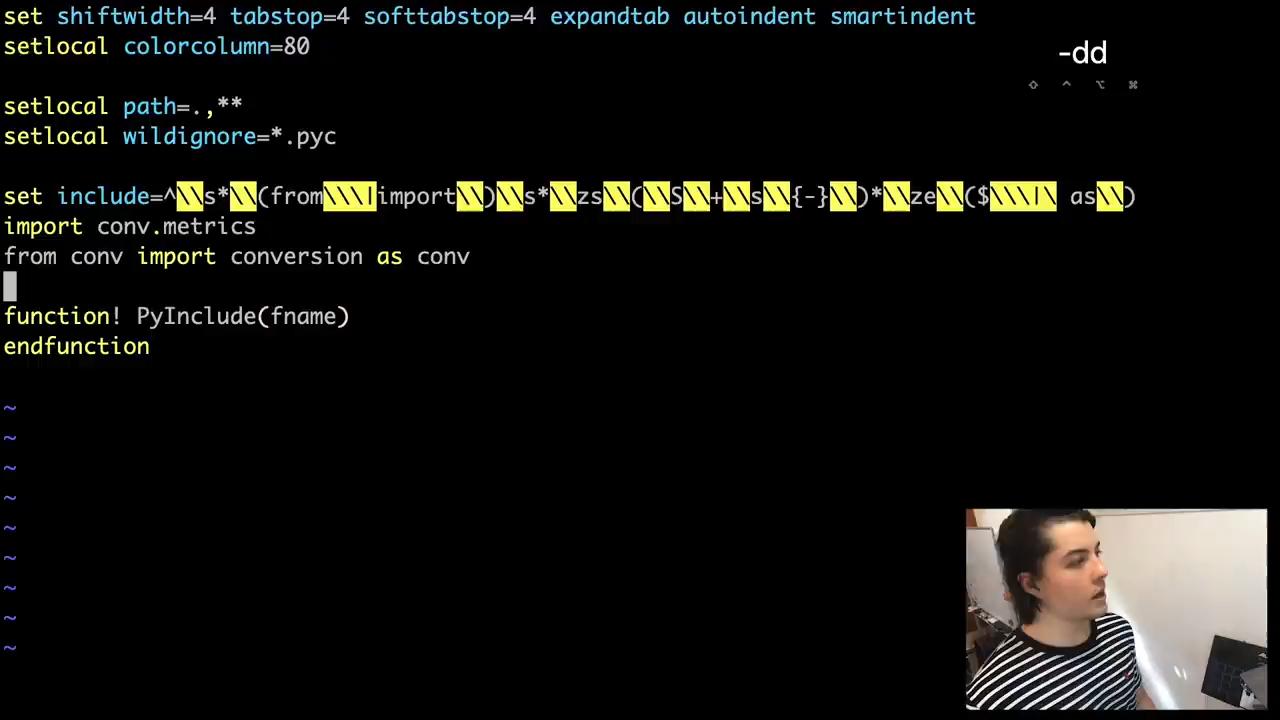 set shiftwidth=4 tabstop=4 softtabstop=4 expandtab autoindent smartindent
setlocal colorcolumn=80
-dd
⇧ ^ ⌥ ⌘
setlocal path=.,**
setlocal wildignore=*.pyc
set include=^\\s*\\(from\\\|import\\)\\s*\\zs\\(\\S\\+\\s\\{-}\\)*\\ze\\($\\\|\ as\\)
import conv.metrics
from conv import conversion as conv
function! PyInclude(fname)
endfunction
~
~
~
~
~
~
~
~
~